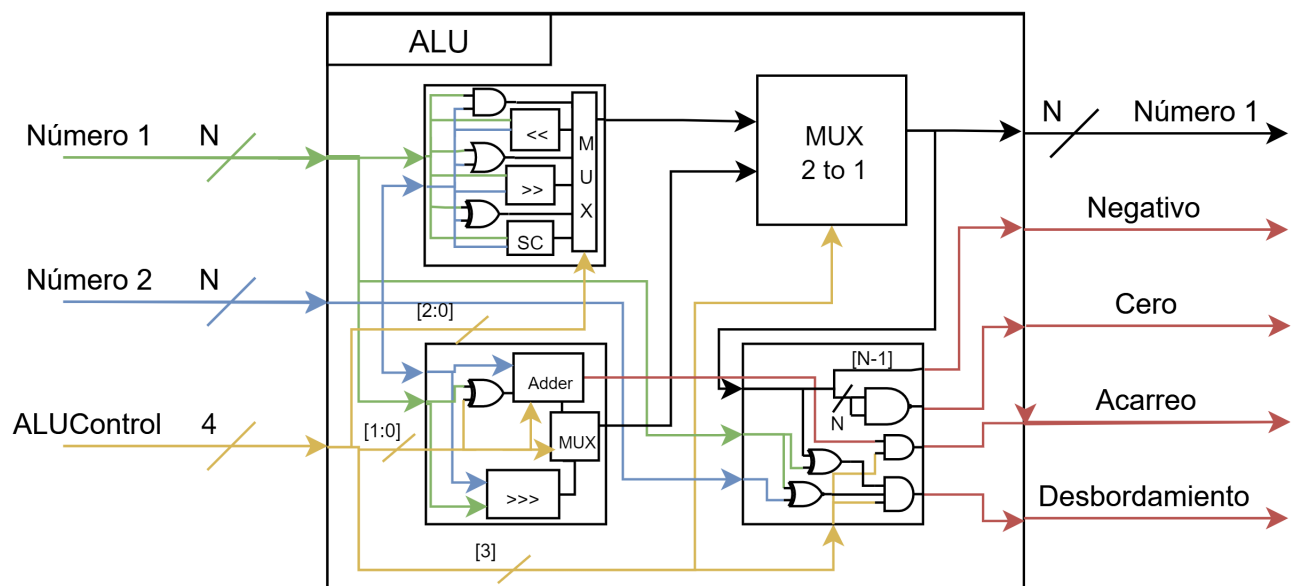 ALU
Número 1
N
<<
>>
SC
M
U
X
MUX
2 to 1
N
Número 1
Negativo
Número 2
N
[2:0]
Cero
ALUControl
4
[1:0]
Adder
MUX
>>>
[N-1]
N
Acarreo
Desbordamiento
[3]